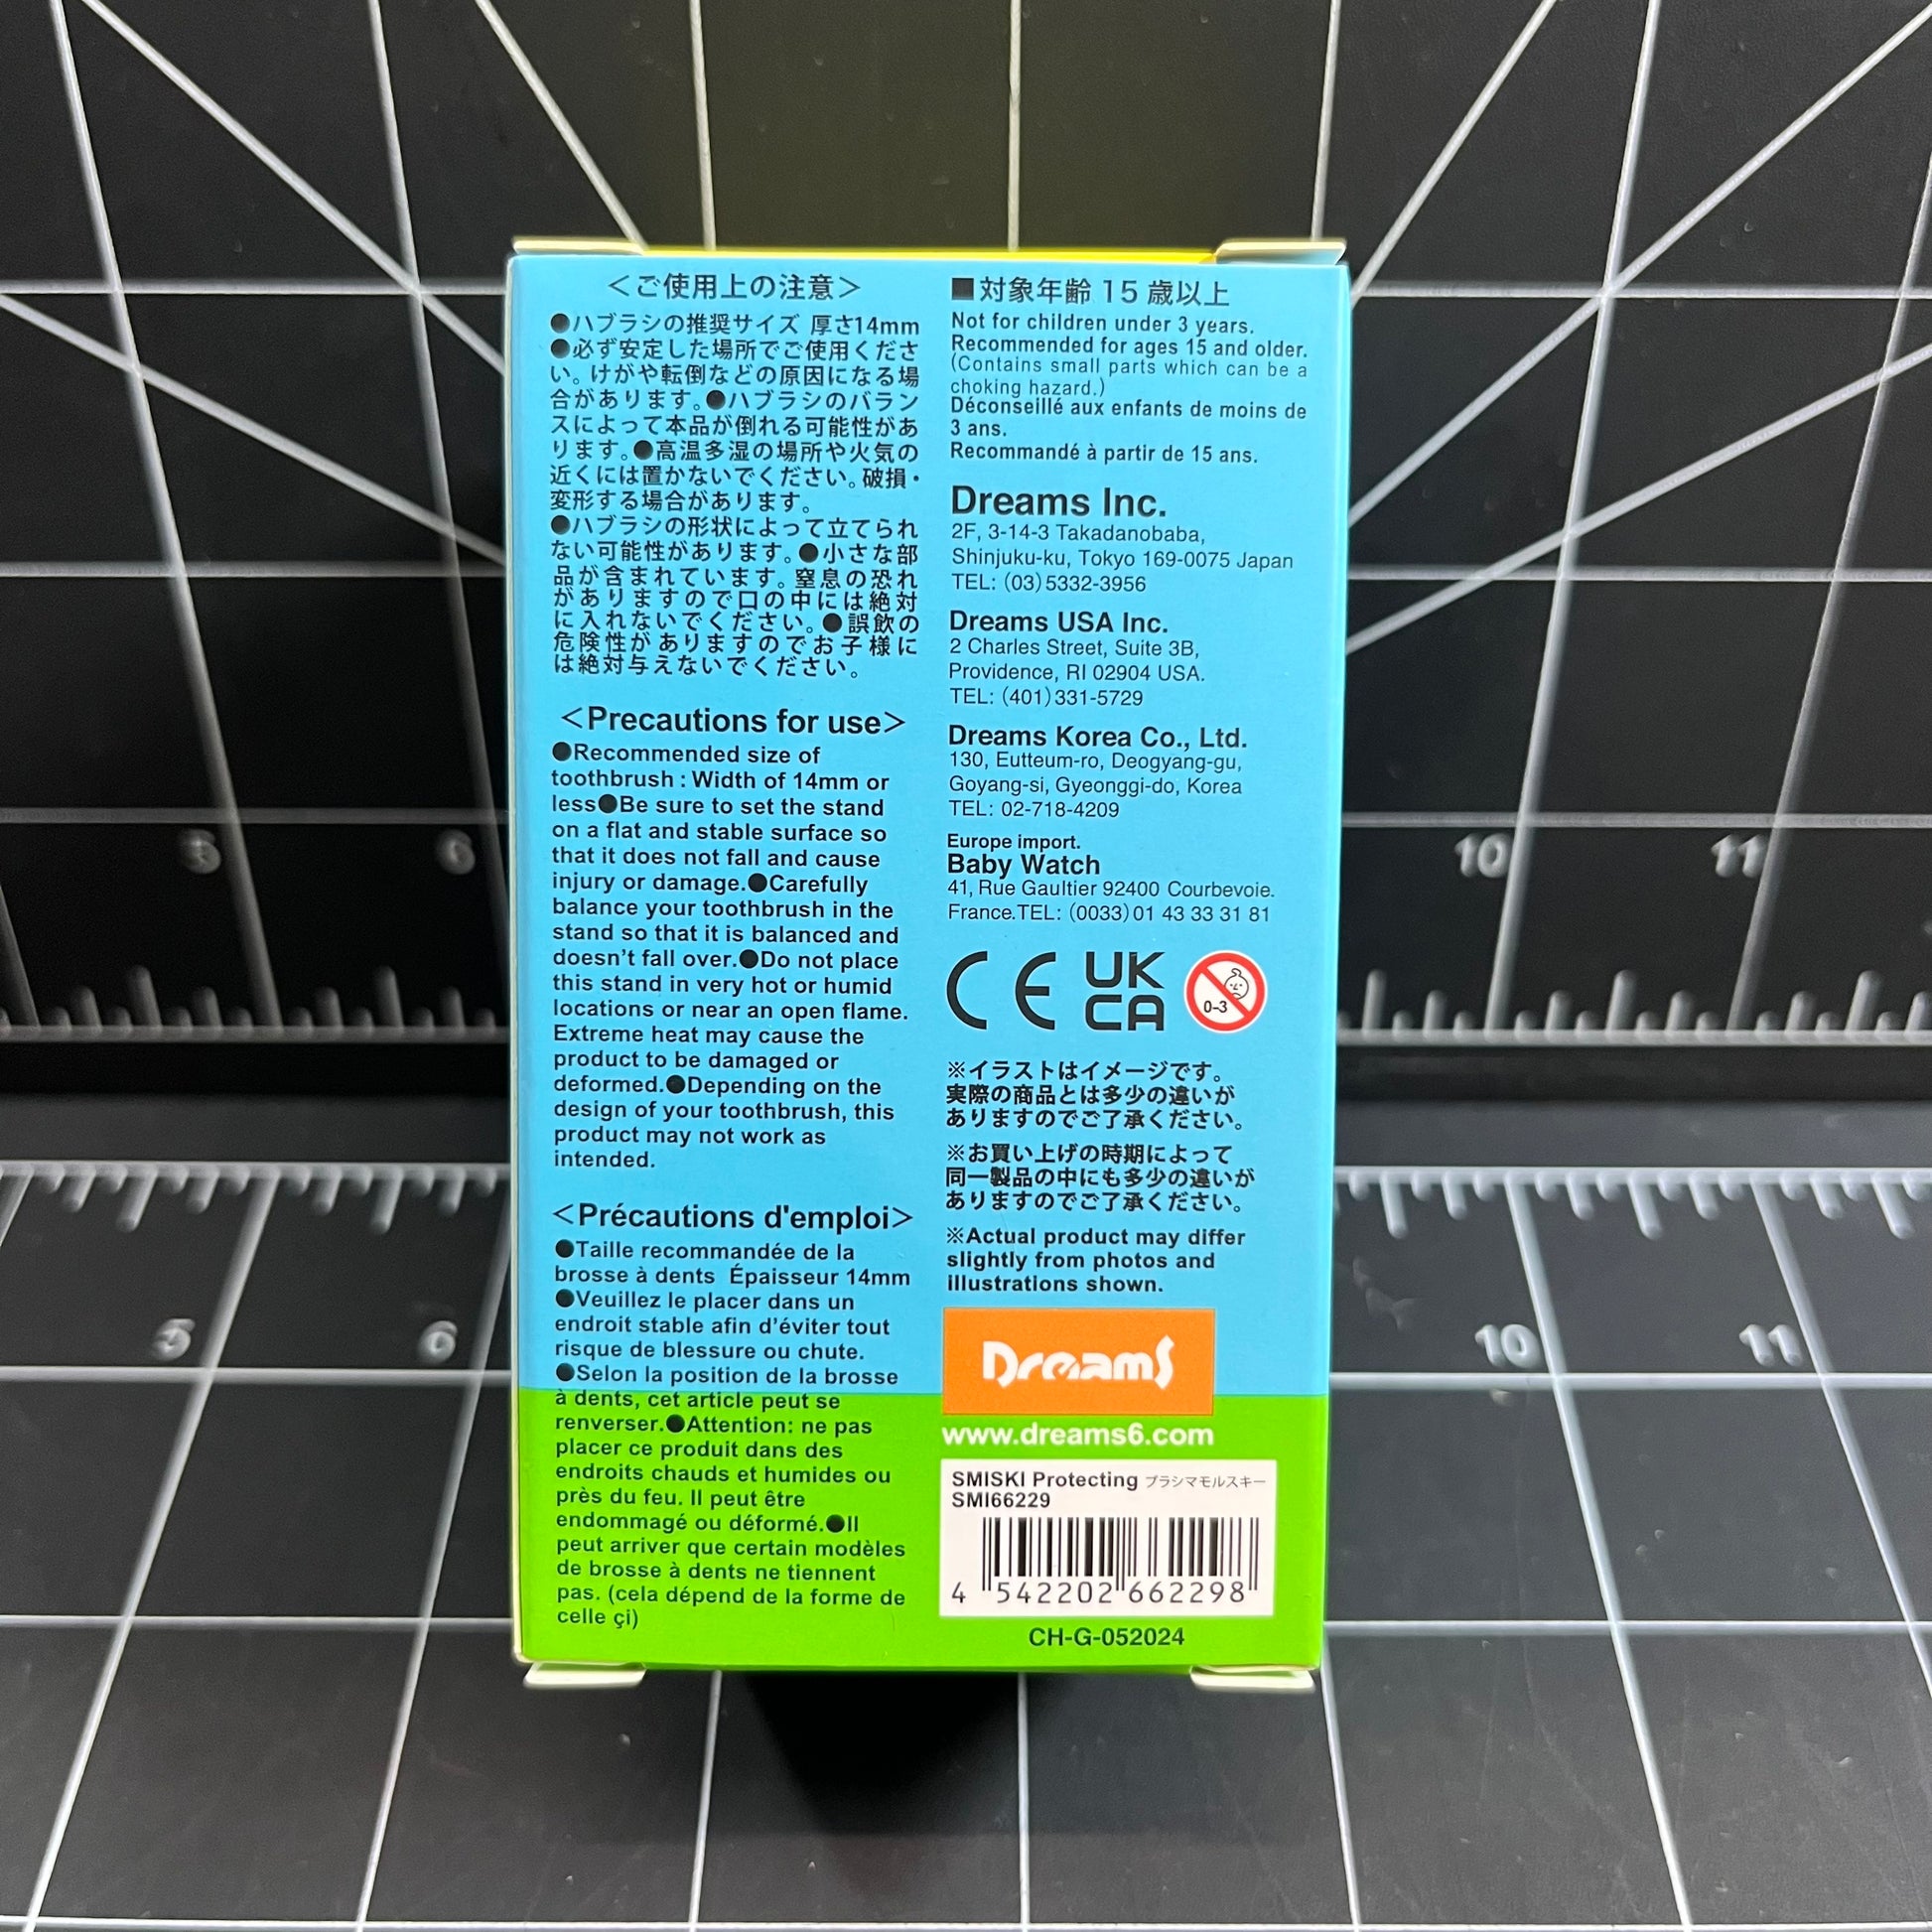 ＜ご使用上の注意＞
●ハブラシの推奨サイズ 厚さ14mm
●必ず安定した場所でご使用くださ
い。けがや転倒などの原因になる場
合があります。●ハブラシのバラン
スによって本品が倒れる可能性があ
ります。●高温多湿の場所や火気の
近くには置かないでください。破損・
変形する場合があります。
●ハブラシの形状によって立てられ
ない可能性があります。●小さな部
品が含まれています。窒息の恐れ
がありますので口の中には絶対
に入れないでください。●誤飲の
危険性がありますのでお子様に
は絶対与えないでください。
＜Precautions for use＞
●Recommended size of
toothbrush : Width of 14mm or
less●Be sure to set the stand
on a flat and stable surface so
that it does not fall and cause
injury or damage.●Carefully
balance your toothbrush in the
stand so that it is balanced and
doesn't fall over.●Do not place
this stand in very hot or humid
locations or near an open flame.
Extreme heat may cause the
product to be damaged or
deformed.●Depending on the
design of your toothbrush, this
product may not work as
intended.
＜Précautions d'emploi＞
●Taille recommandée de la
brosse à dents Épaisseur 14mm
●Veuillez le placer dans un
endroit stable afin d'éviter tout
risque de blessure ou chute.
●Selon la position de la brosse
à dents, cet article peut se
renverser.●Attention: ne pas
placer ce produit dans des
endroits chauds et humides ou
près du feu. Il peut être
endommagé ou déformé.●Il
peut arriver que certain modèles
de brosse à dents ne tiennent
pas. (cela dépend de la forme de
celle çi)
■対象年齢 15 歳以上
Not for children under 3 years.
Recommended for ages 15 and older.
(Contains small parts which can be a
choking hazard.)
Déconseillé aux enfants de moins de
3 ans.
Recommandé à partir de 15 ans.
Dreams Inc.
2F, 3-14-3 Takadanobaba,
Shinjuku-ku, Tokyo 169-0075 Japan
TEL: (03)5332-3956
Dreams USA Inc.
2 Charles Street, Suite 3B,
Providence, RI 02904 USA.
TEL: (401)331-5729
Dreams Korea Co., Ltd.
130, Eutteum-ro, Deogyang-gu,
Goyang-si, Gyeonggi-do, Korea
TEL: 02-718-4209
Europe import.
Baby Watch
41, Rue Gaultier 92400 Courbevoie.
France.TEL: (0033)01 43 33 31 81
CE UK CA 0-3
※イラストはイメージです。
実際の商品とは多少の違いが
ありますのでご了承ください。
※お買い上げの時期によって
同一製品の中にも多少の違いが
ありますのでご了承ください。
※Actual product may differ
slightly from photos and
illustrations shown.
Dreams
www.dreams6.com
SMISKI Protecting ブラシマモルスキー
SMI66229
4 542202 662298
CH-G-052024
5 6 10 11
5 6 10 11